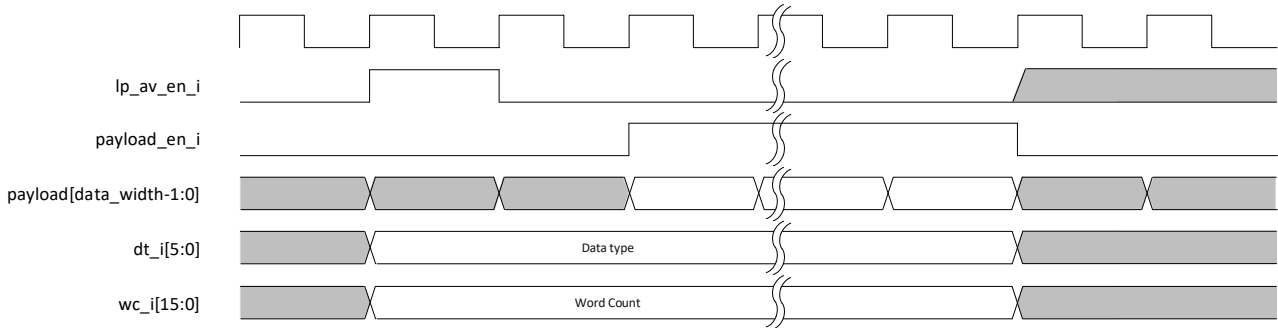 lp_av_en_i
payload_en_i
payload[data_width-1:0]
dt_i[5:0]
Data type
wc_i[15:0]
Word Count